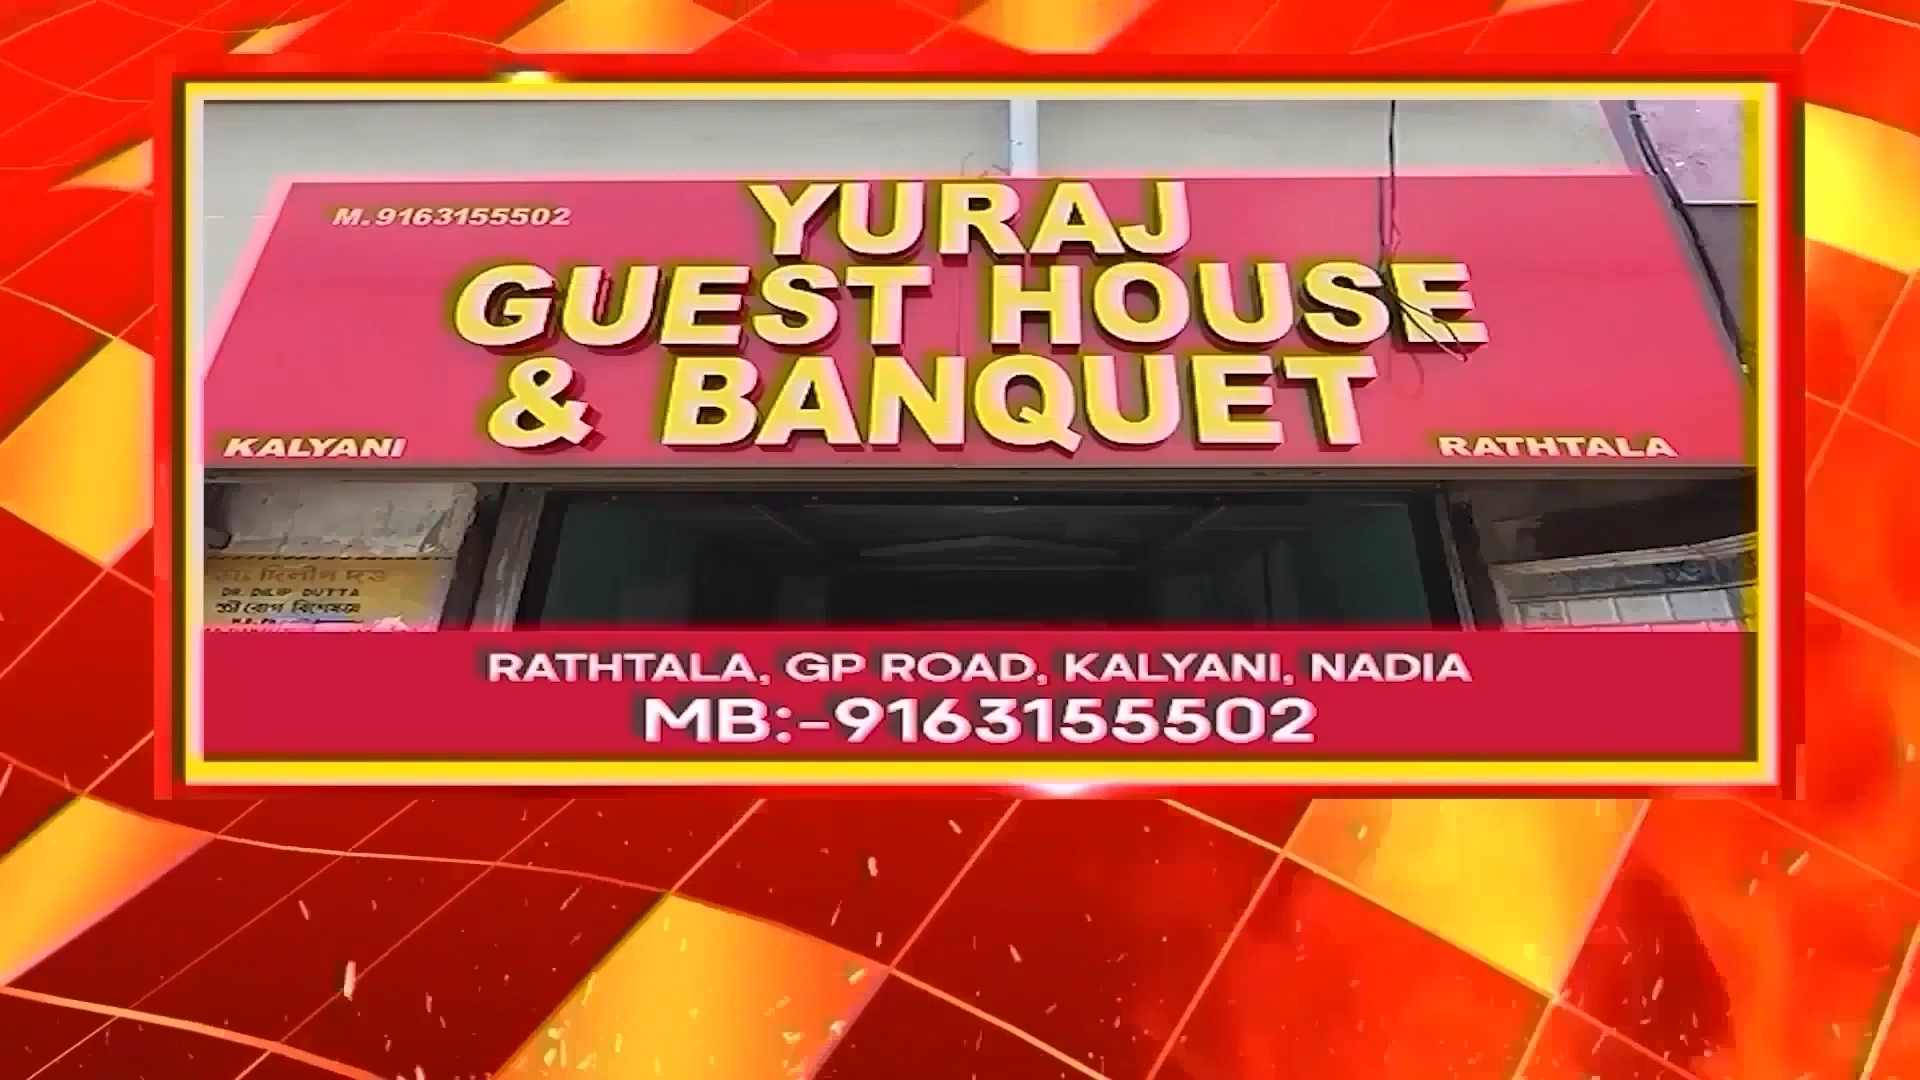 M. 9163155502
YURAJ
GUEST HOUSE
& BANQUET
KALYANI
RATHTALA
DR. DILIP DUTTA
RATHTALA, GP ROAD, KALYANI, NADIA
MB:-9163155502